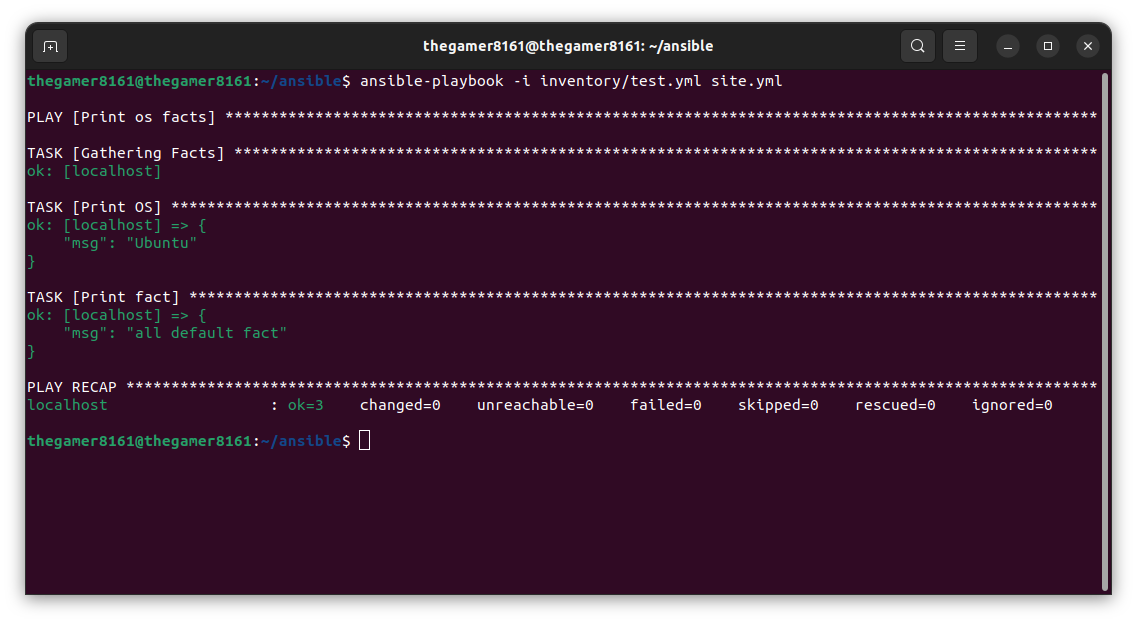 thegamer8161@thegamer8161: ~/ansible
thegamer8161@thegamer8161:~/ansible$ ansible-playbook -i inventory/test.yml site.yml
PLAY [Print os facts] *************************************************************************************************
TASK [Gathering Facts] ************************************************************************************************
ok: [localhost]
TASK [Print OS] *******************************************************************************************************
ok: [localhost] => {
    "msg": "Ubuntu"
}
TASK [Print fact] *****************************************************************************************************
ok: [localhost] => {
    "msg": "all default fact"
}
PLAY RECAP ************************************************************************************************************
localhost                  : ok=3    changed=0    unreachable=0    failed=0    skipped=0    rescued=0    ignored=0
thegamer8161@thegamer8161:~/ansible$